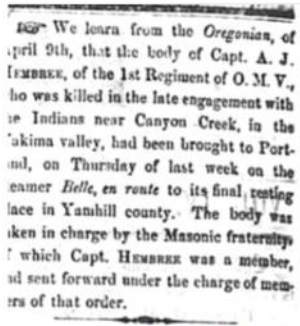 ☞ We learn from the Oregonian, of
April 9th, that the body of Capt. A. J.
HEMBREE, of the 1st Regiment of O. M. V.,
who was killed in the late engagement with
the Indians near Canyon Creek, in the
Yakima valley, had been brought to Port-
land, on Thursday of last week on the
steamer Belle, en route to its final resting
place in Yamhill county. The body was
taken in charge by the Masonic fraternity,
of which Capt. HEMBREE was a member,
and sent forward under the charge of mem-
bers of that order.